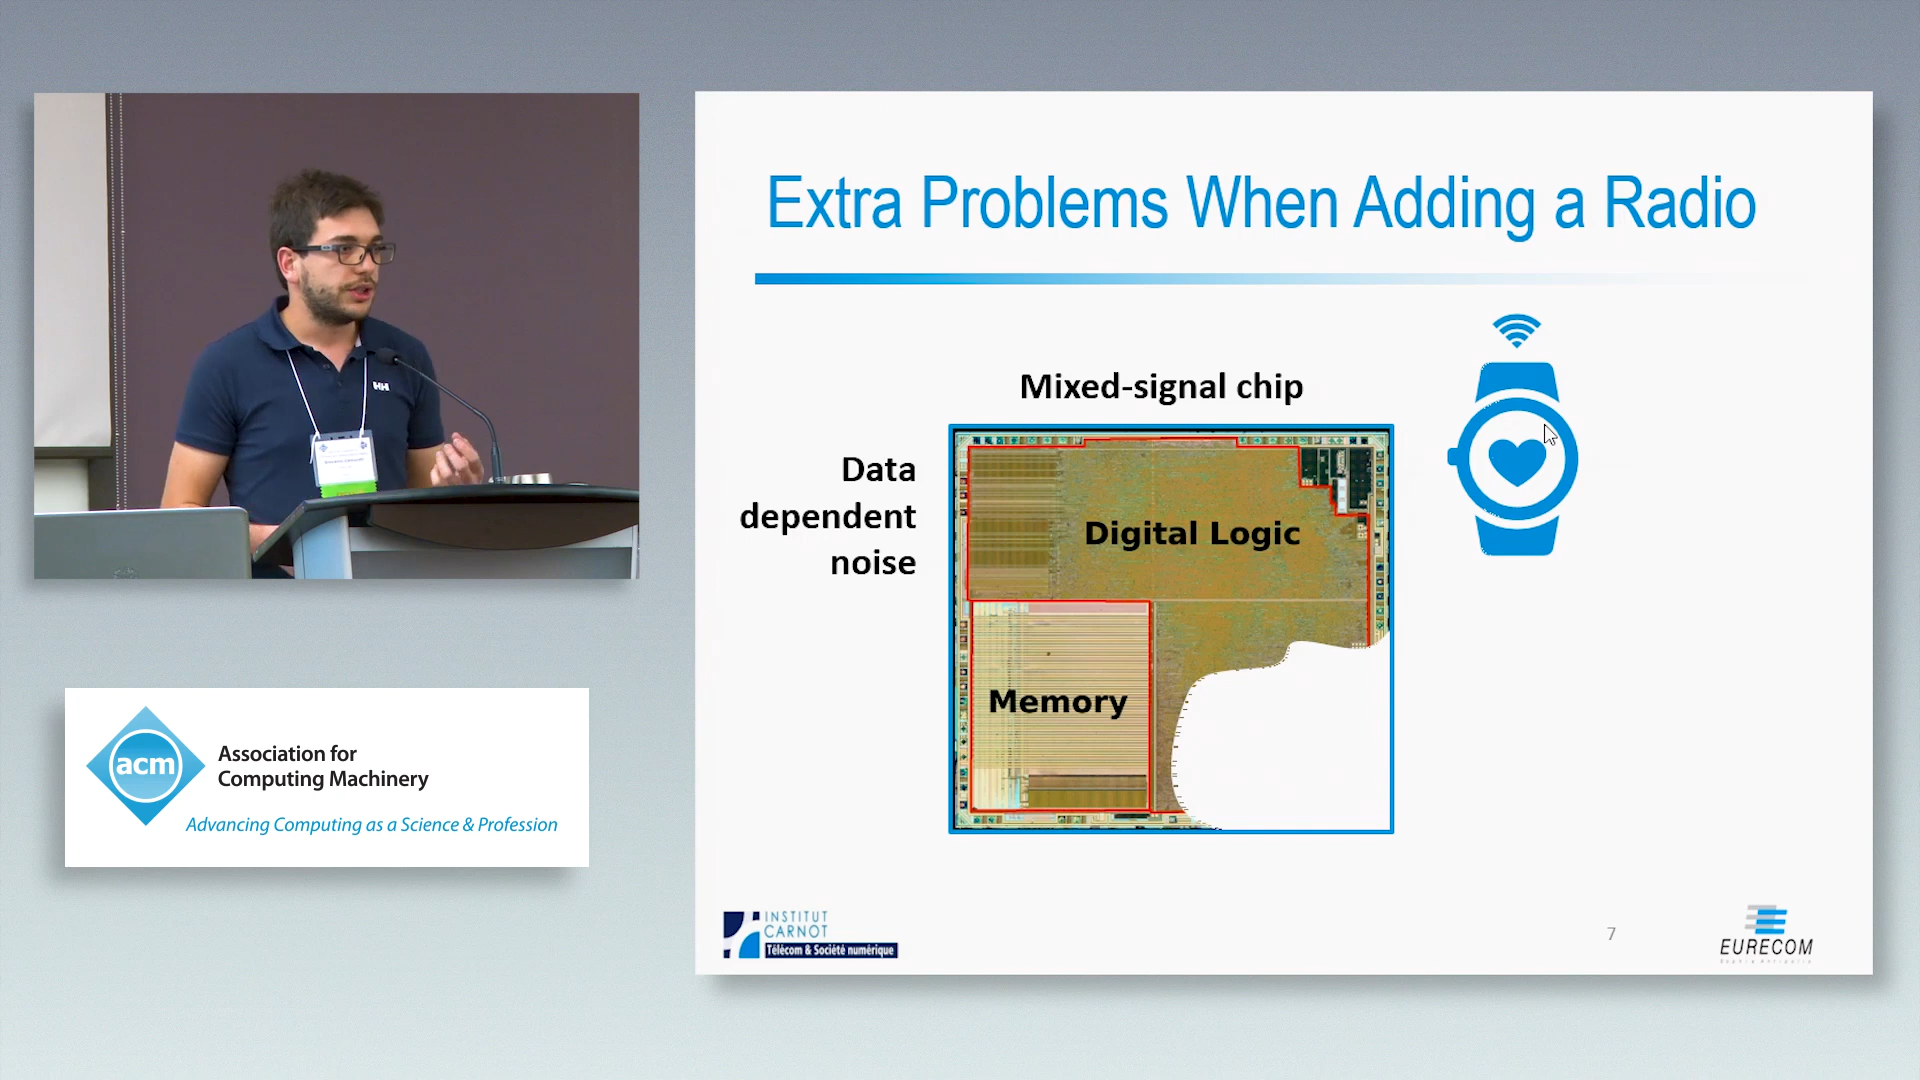 Extra Problems When Adding a Radio
Mixed-signal chip
Data
dependent
noise
Digital Logic
Memory
HH
acm
Association for
Computing Machinery
Advancing Computing as a Science & Profession
INSTITUT
CARNOT
Télécom & Société numérique
7
EURECOM